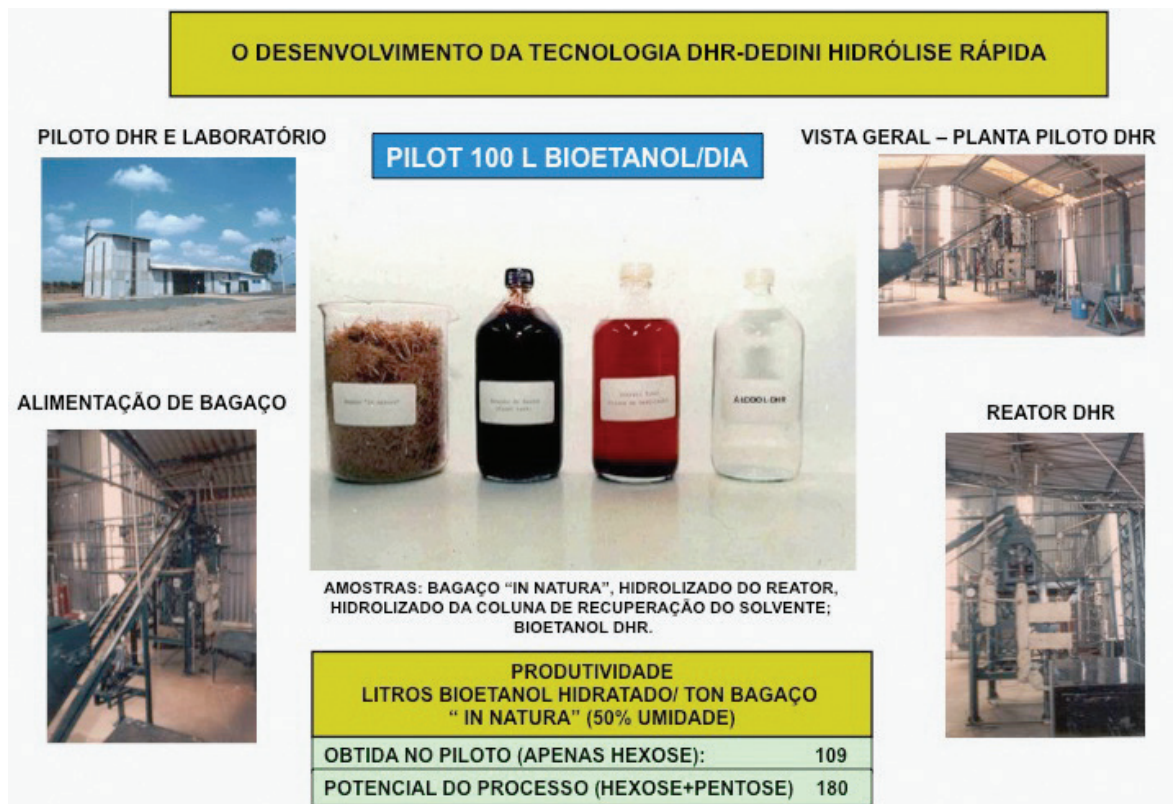 O DESENVOLVIMENTO DA TECNOLOGIA DHR-DEDINI HIDRÓLISE RÁPIDA
PILOTO DHR E LABORATÓRIO
PILOT 100 L BIOETANOL/DIA
VISTA GERAL – PLANTA PILOTO DHR
ALIMENTAÇÃO DE BAGAÇO
ÁLCOOL-DHR
REATOR DHR
AMOSTRAS: BAGAÇO “IN NATURA”, HIDROLIZADO DO REATOR,
HIDROLIZADO DA COLUNA DE RECUPERAÇÃO DO SOLVENTE;
BIOETANOL DHR.
PRODUTIVIDADE
LITROS BIOETANOL HIDRATADO/ TON BAGAÇO
“ IN NATURA” (50% UMIDADE)
OBTIDA NO PILOTO (APENAS HEXOSE): 109
POTENCIAL DO PROCESSO (HEXOSE+PENTOSE) 180